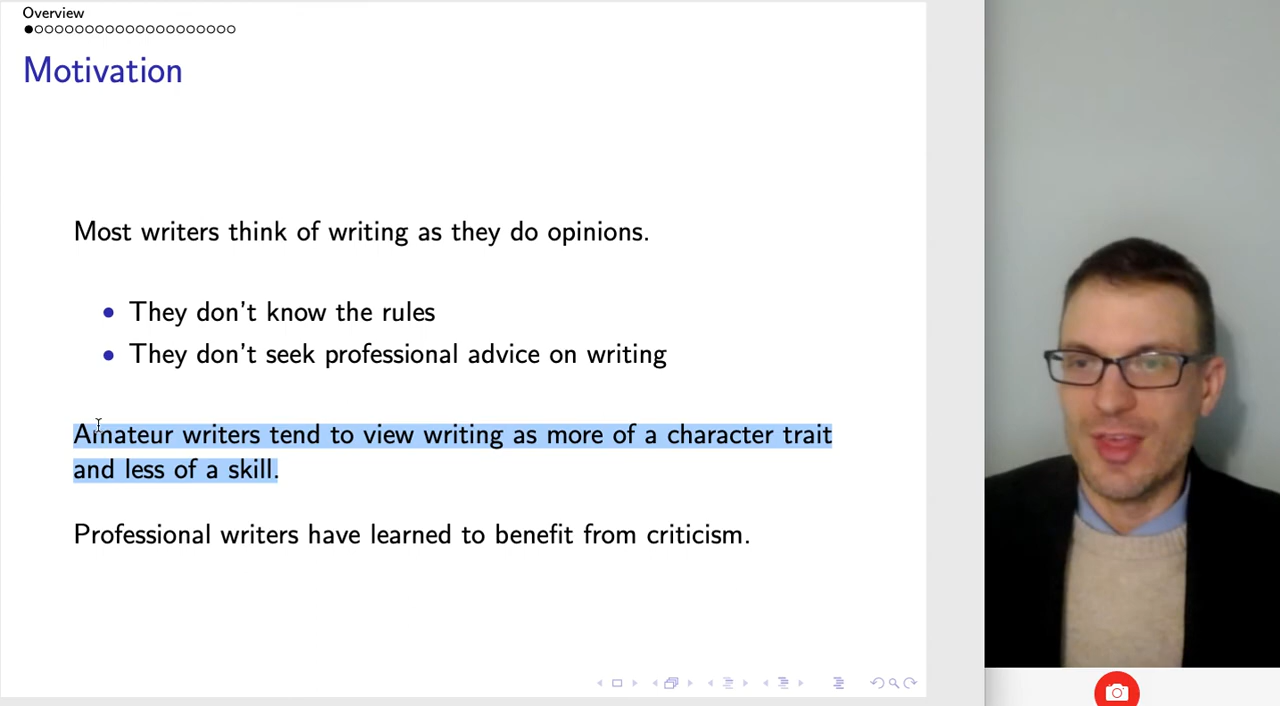 Overview
Motivation
Most writers think of writing as they do opinions.
They don't know the rules
They don't seek professional advice on writing
Amateur writers tend to view writing as more of a character trait
and less of a skill.
Professional writers have learned to benefit from criticism.